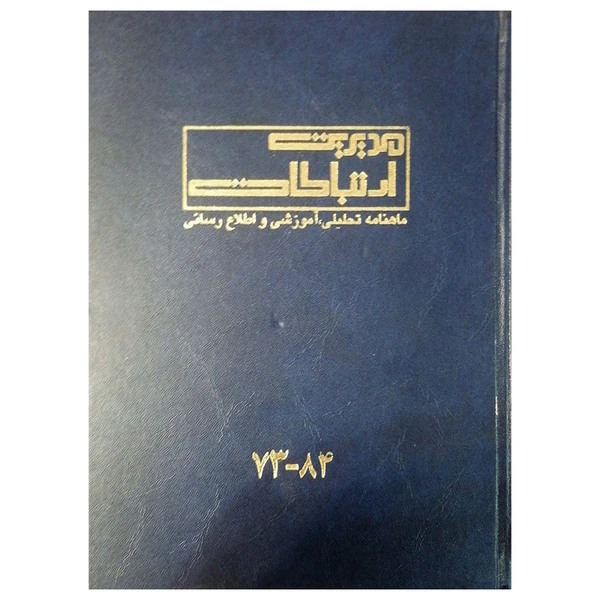 مدیریت
ارتباطات
ماهنامه تحلیلی، آموزشی و اطلاع رسانی
۷۳-۸۴